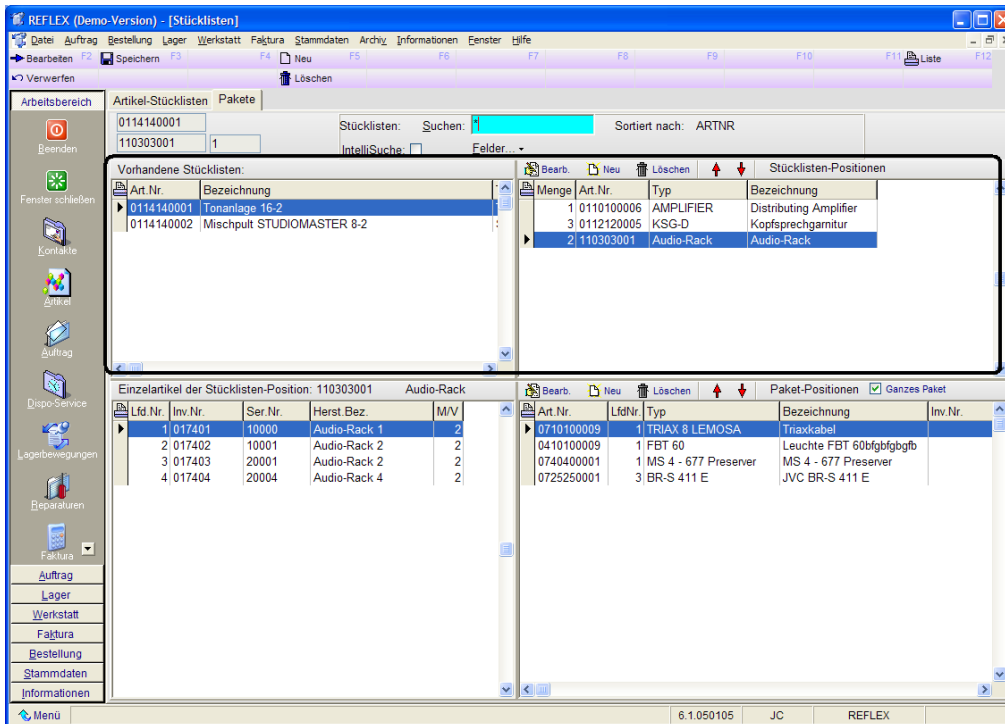 REFLEX (Demo-Version) - [Stücklisten]
Datei Auftrag Bestellung Lager Werkstatt Faktura Stammdaten Archiv Informationen Fenster Hilfe
Bearbeiten F2 Speichern F3 F4 Neu F5 F6 F7 F8 F9 F10 F11 Liste F12
Verwerfen Löschen
Arbeitsbereich Artikel-Stücklisten Pakete
0114140001 Stücklisten: Suchen: * Sortiert nach: ARTNR
110303001 1 IntelliSuche: Felder...
Beenden
Fenster schließen
Kontakte
Artikel
Auftrag
Dispo-Service
Lagerbewegungen
Reparaturen
Faktura
Auftrag
Lager
Werkstatt
Faktura
Bestellung
Stammdaten
Informationen
Vorhandene Stücklisten:
Art.Nr. Bezeichnung
0114140001 Tonanlage 16-2
0114140002 Mischpult STUDIOMASTER 8-2
Bearb. Neu Löschen Stücklisten-Positionen
Menge Art.Nr. Typ Bezeichnung
1 0110100006 AMPLIFIER Distributing Amplifier
3 0112120005 KSG-D Kopfsprechgarnitur
2 110303001 Audio-Rack Audio-Rack
Einzelartikel der Stücklisten-Position: 110303001 Audio-Rack
Lfd.Nr. Inv.Nr. Ser.Nr. Herst.Bez. M/V
1 017401 10000 Audio-Rack 1 2
2 017402 10001 Audio-Rack 2 2
3 017403 20001 Audio-Rack 2 2
4 017404 20004 Audio-Rack 4 2
Bearb. Neu Löschen Paket-Positionen Ganzes Paket
Art.Nr. LfdNr. Typ Bezeichnung Inv.Nr.
0710100009 1 TRIAX 8 LEMOSA Triaxkabel
0410100009 1 FBT 60 Leuchte FBT 60bfgbfgbgfb
0740400001 1 MS 4 - 677 Preserver MS 4 - 677 Preserver
0725250001 3 BR-S 411 E JVC BR-S 411 E
Menü 6.1.050105 JC REFLEX